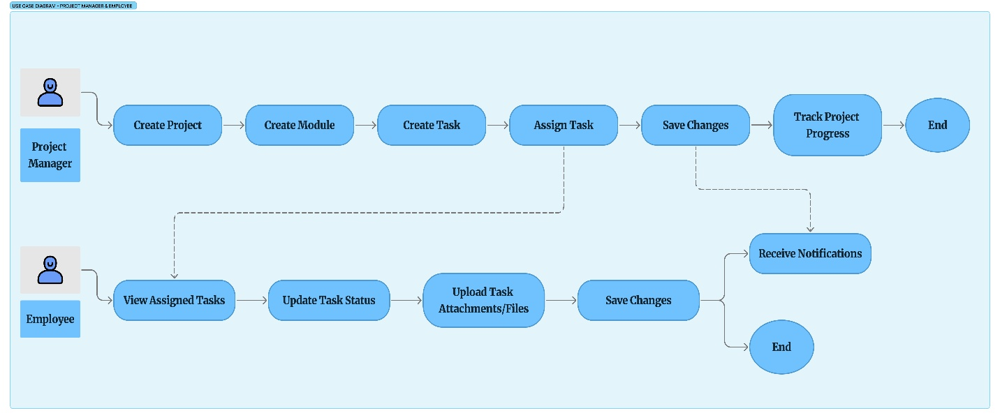 USE CASE DIAGRAM - PROJECT MANAGER & EMPLOYEE
Project
Manager
Create Project
Create Module
Create Task
Assign Task
Save Changes
Track Project
Progress
End
Employee
View Assigned Tasks
Update Task Status
Upload Task
Attachments/Files
Save Changes
Receive Notifications
End